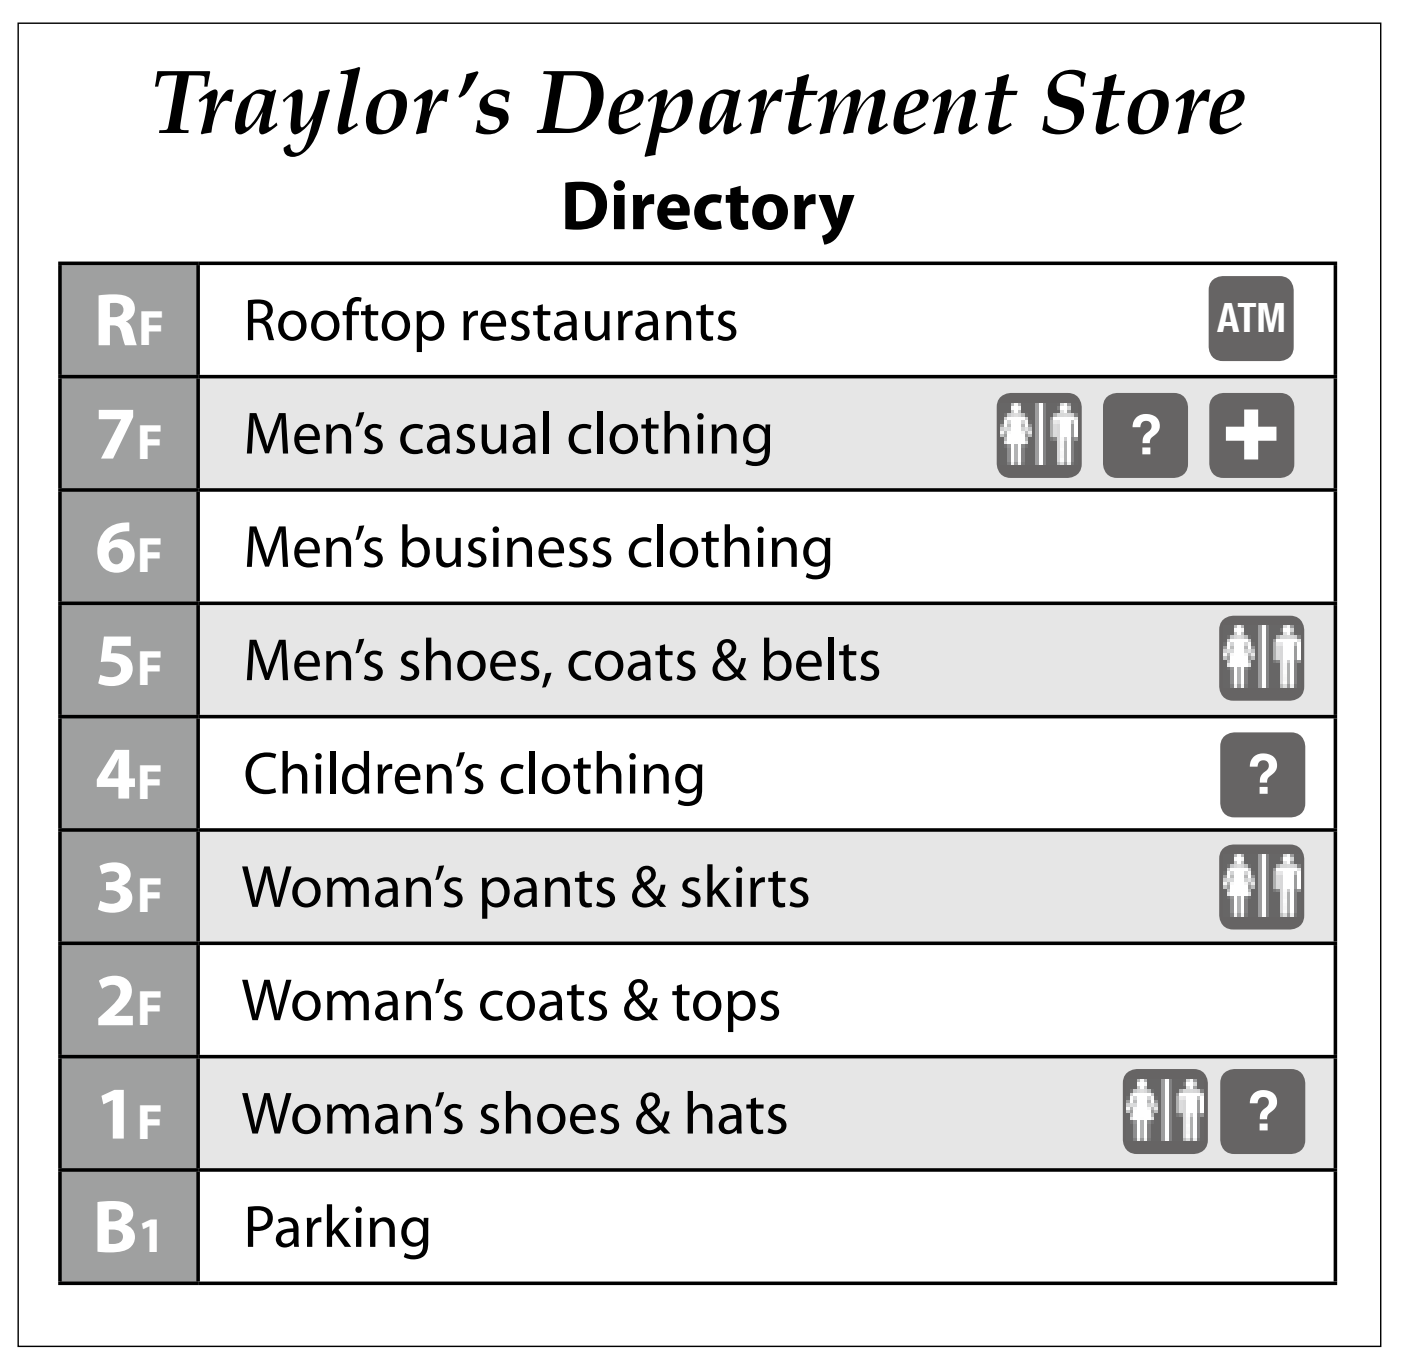 Traylor’s Department Store
Directory
RF Rooftop restaurants ATM
7F Men’s casual clothing ?
6F Men’s business clothing
5F Men’s shoes, coats & belts
4F Children’s clothing ?
3F Woman’s pants & skirts
2F Woman’s coats & tops
1F Woman’s shoes & hats ?
B1 Parking